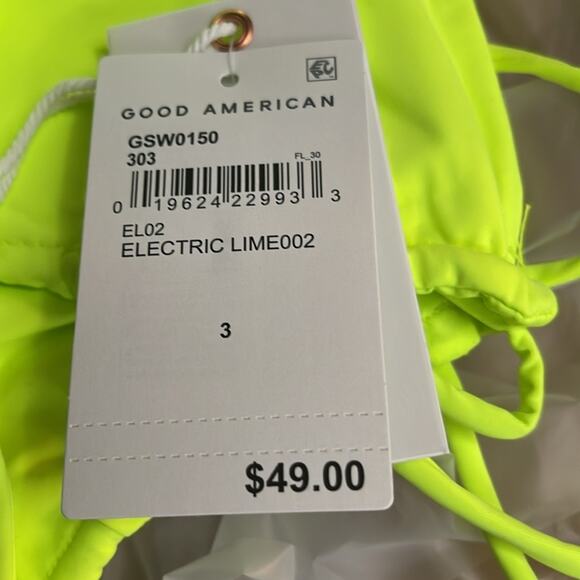 GOOD AMERICAN
GSW0150
303
FL_30
0 19624 22993 3
EL02
ELECTRIC LIME002
3
$49.00